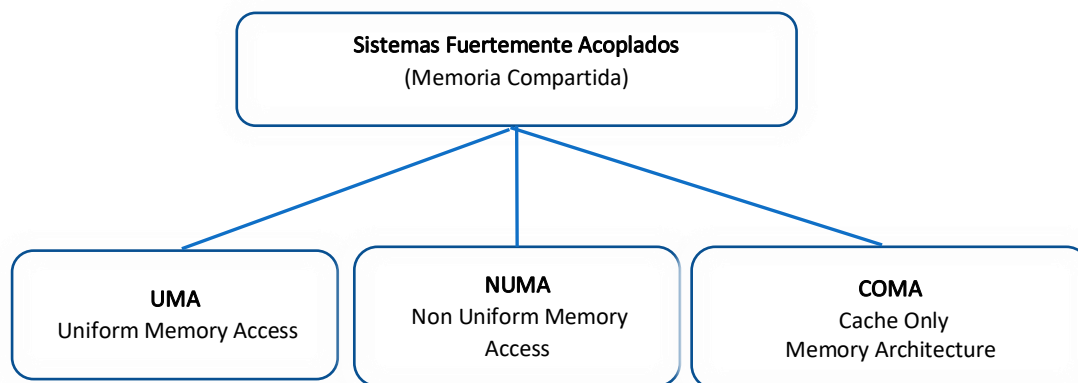 Sistemas Fuertemente Acoplados
(Memoria Compartida)
UMA
Uniform Memory Access
NUMA
Non Uniform Memory
Access
COMA
Cache Only
Memory Architecture